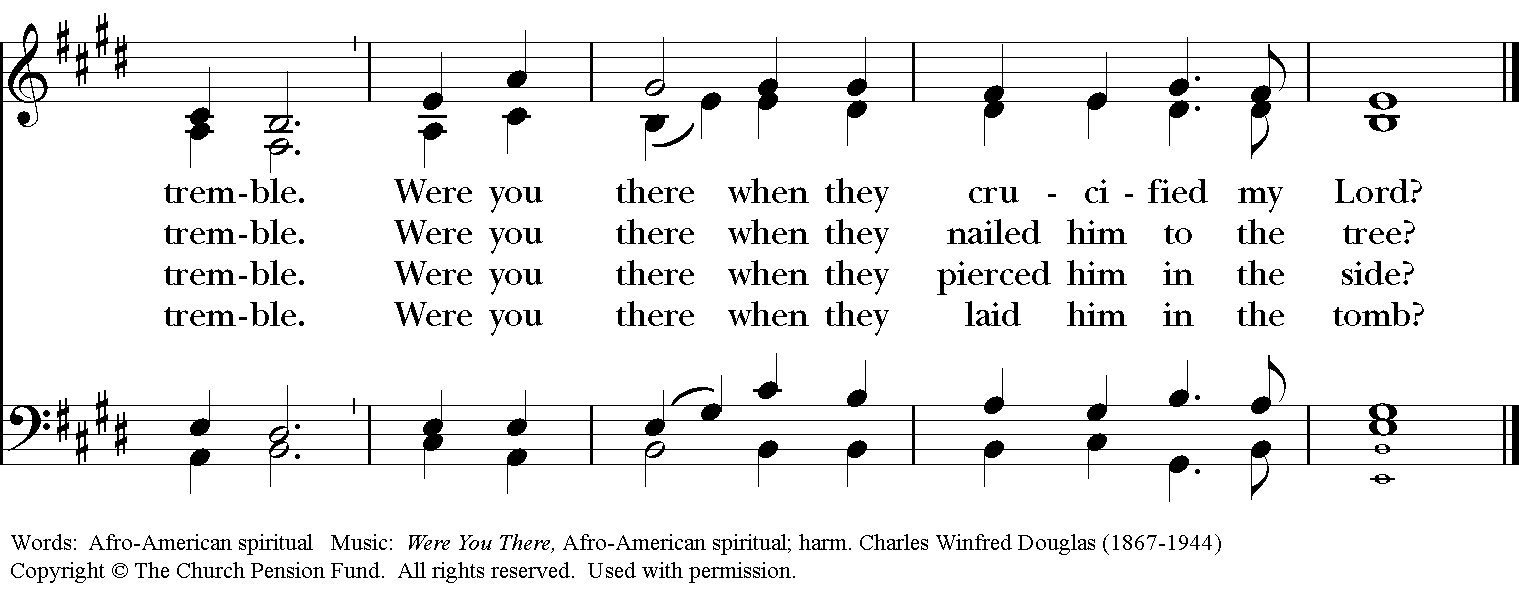 trem-ble. Were you there when they cru - ci - fied my Lord?
trem-ble. Were you there when they nailed him to the tree?
trem-ble. Were you there when they pierced him in the side?
trem-ble. Were you there when they laid him in the tomb?
Words: Afro-American spiritual Music: Were You There, Afro-American spiritual; harm. Charles Winfred Douglas (1867-1944)
Copyright © The Church Pension Fund. All rights reserved. Used with permission.